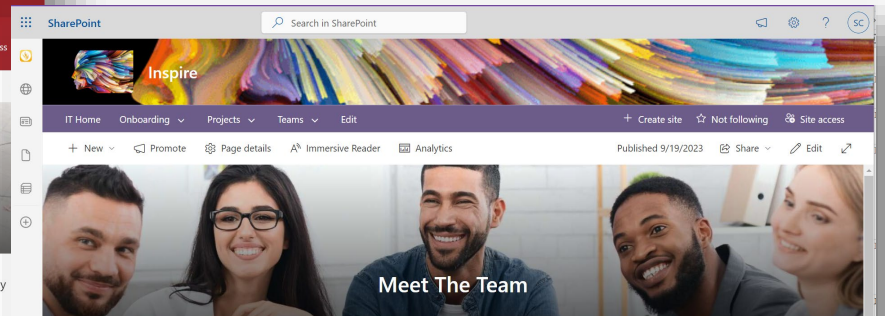 SharePoint Search in SharePoint ? SC
ss
Inspire
IT Home Onboarding Projects Teams Edit + Create site Not following Site access
+ New Promote Page details Immersive Reader Analytics Published 9/19/2023 Share Edit
Meet The Team
y